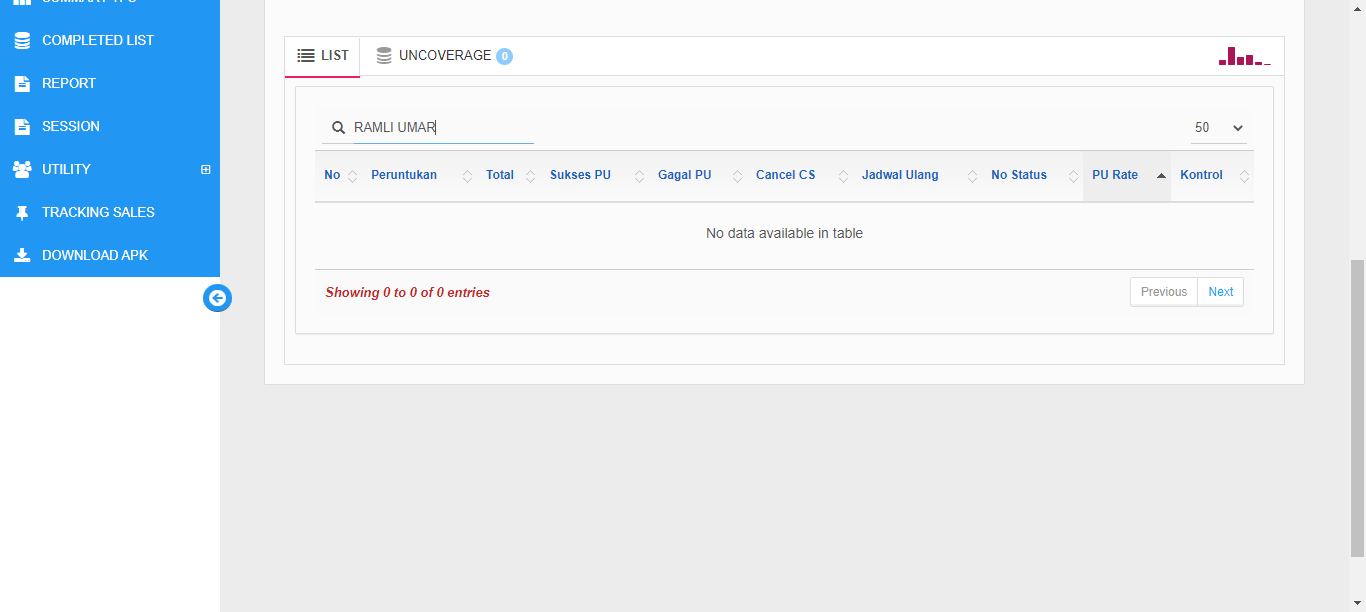 COMPLETED LIST
REPORT
SESSION
UTILITY
TRACKING SALES
DOWNLOAD APK
LIST
UNCOVERAGE 0
RAMLI UMAR
50
No Peruntukan Total Sukses PU Gagal PU Cancel CS Jadwal Ulang No Status PU Rate Kontrol
No data available in table
Showing 0 to 0 of 0 entries
Previous Next